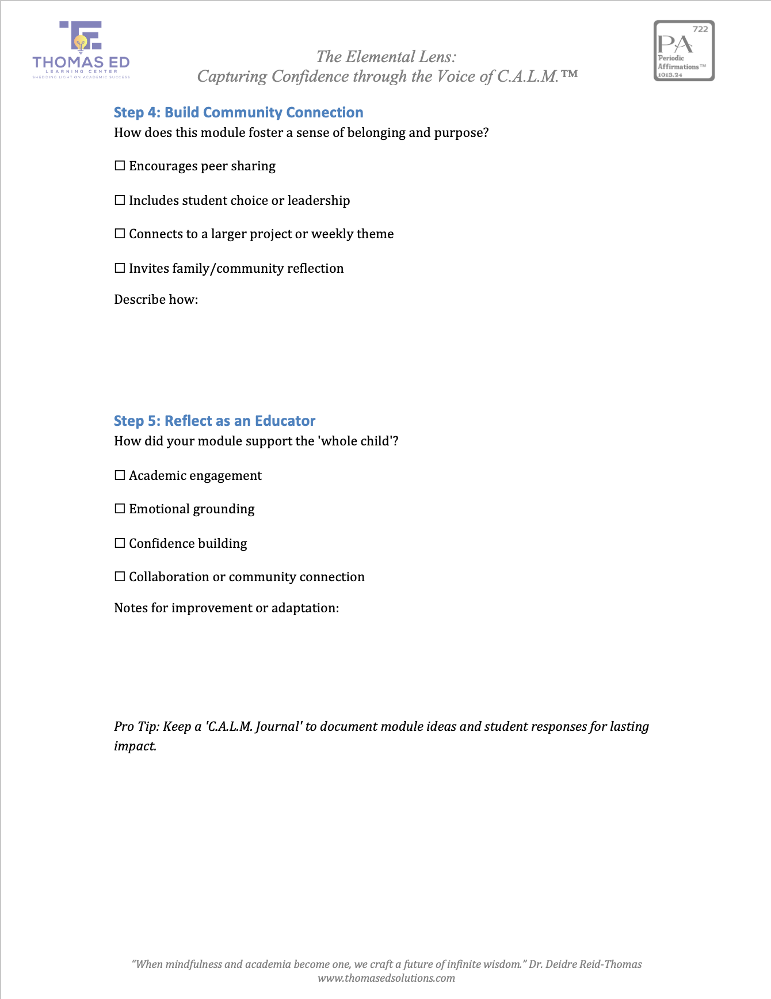 THOMAS ED
LEARNING CENTER
SHEDDING LIGHT ON ACADEMIC SUCCESS
The Elemental Lens:
Capturing Confidence through the Voice of C.A.L.M.™
722
PA
Periodic
Affirmations™
1013.24
Step 4: Build Community Connection
How does this module foster a sense of belonging and purpose?
☐ Encourages peer sharing
☐ Includes student choice or leadership
☐ Connects to a larger project or weekly theme
☐ Invites family/community reflection
Describe how:
Step 5: Reflect as an Educator
How did your module support the 'whole child'?
☐ Academic engagement
☐ Emotional grounding
☐ Confidence building
☐ Collaboration or community connection
Notes for improvement or adaptation:
Pro Tip: Keep a 'C.A.L.M. Journal' to document module ideas and student responses for lasting
impact.
“When mindfulness and academia become one, we craft a future of infinite wisdom.” Dr. Deidre Reid-Thomas
www.thomasedsolutions.com